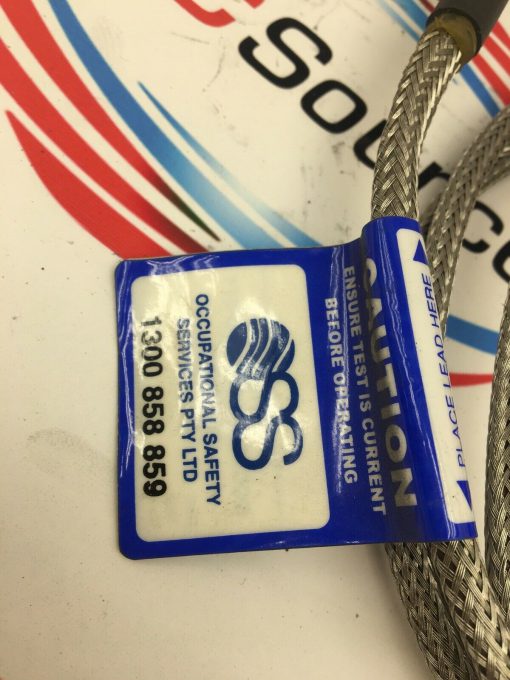 CAUTION
ENSURE TEST IS CURRENT
BEFORE OPERATING
OSS
OCCUPATIONAL SAFETY
SERVICES PTY LTD
1300 858 859
PLACE LEAD HERE